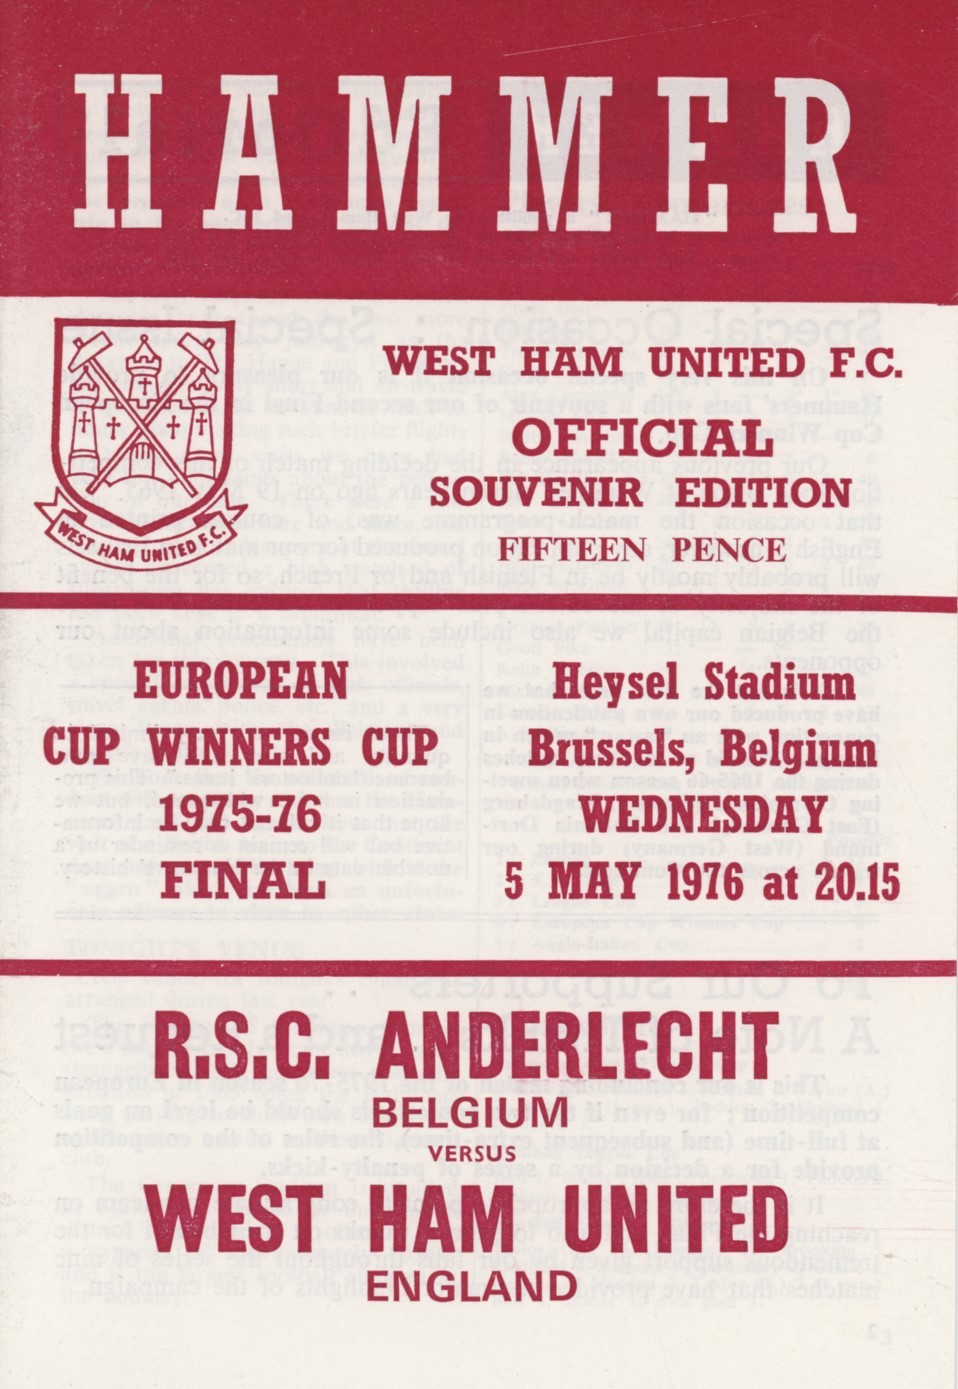 HAMMER
WEST HAM UNITED F.C.
WEST HAM UNITED F.C.
OFFICIAL
SOUVENIR EDITION
FIFTEEN PENCE
EUROPEAN
CUP WINNERS CUP
1975-76
FINAL
Heysel Stadium
Brussels, Belgium
WEDNESDAY
5 MAY 1976 at 20.15
R.S.C. ANDERLECHT
BELGIUM
VERSUS
WEST HAM UNITED
ENGLAND